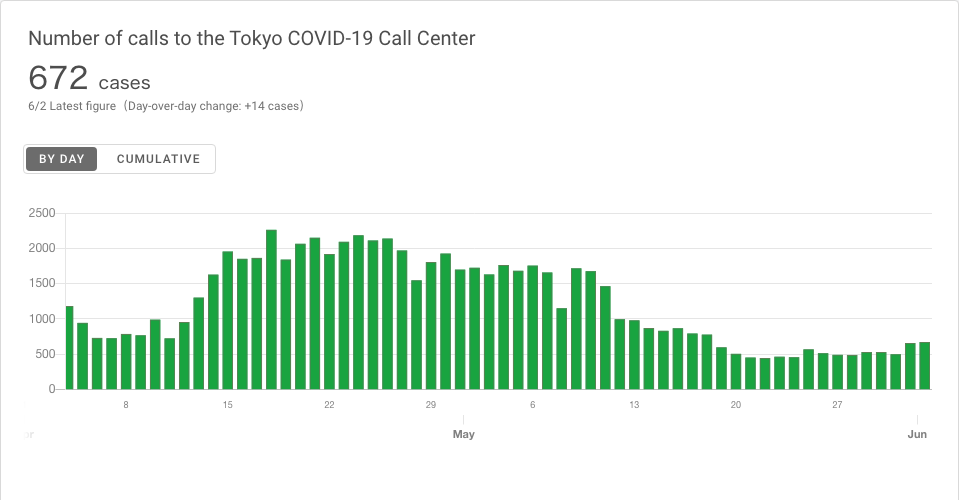 Number of calls to the Tokyo COVID-19 Call Center
672 cases
6/2 Latest figure（Day-over-day change: +14 cases）
BY DAY CUMULATIVE
2500
2000
1500
1000
500
0
8 15 22 29 6 13 20 27
May Jun